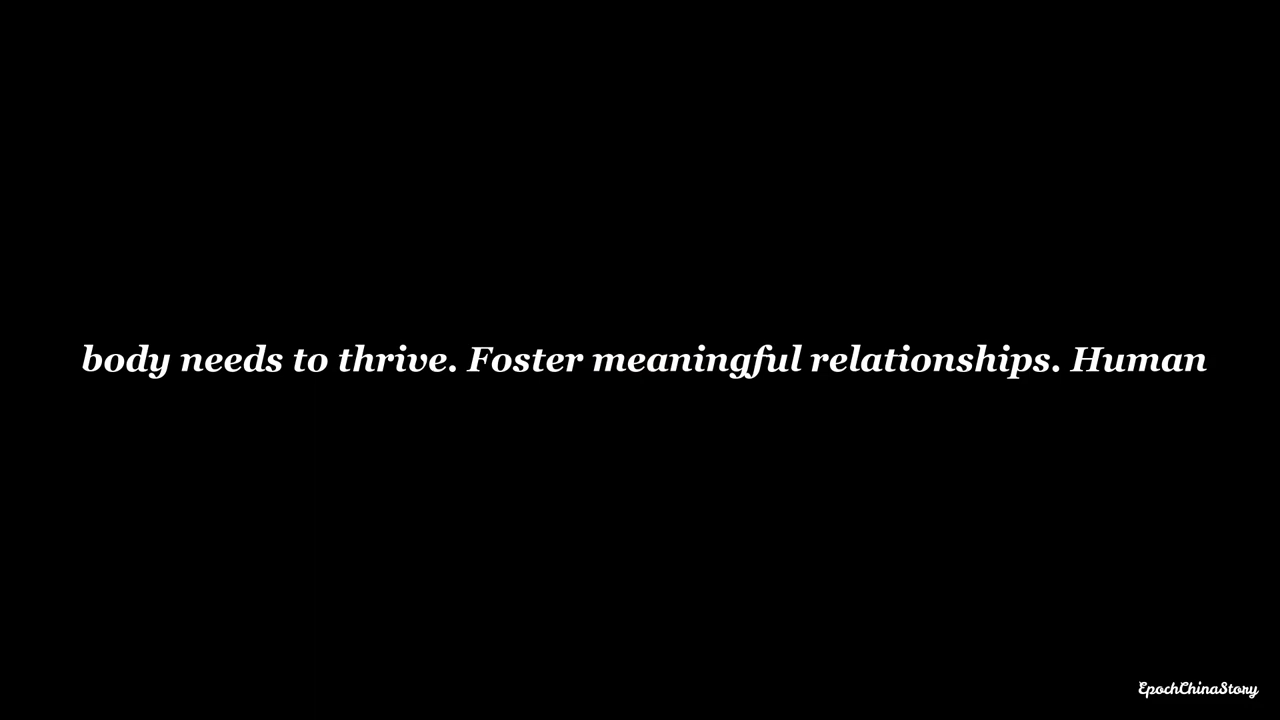 body needs to thrive. Foster meaningful relationships. Human
EpochChinaStory